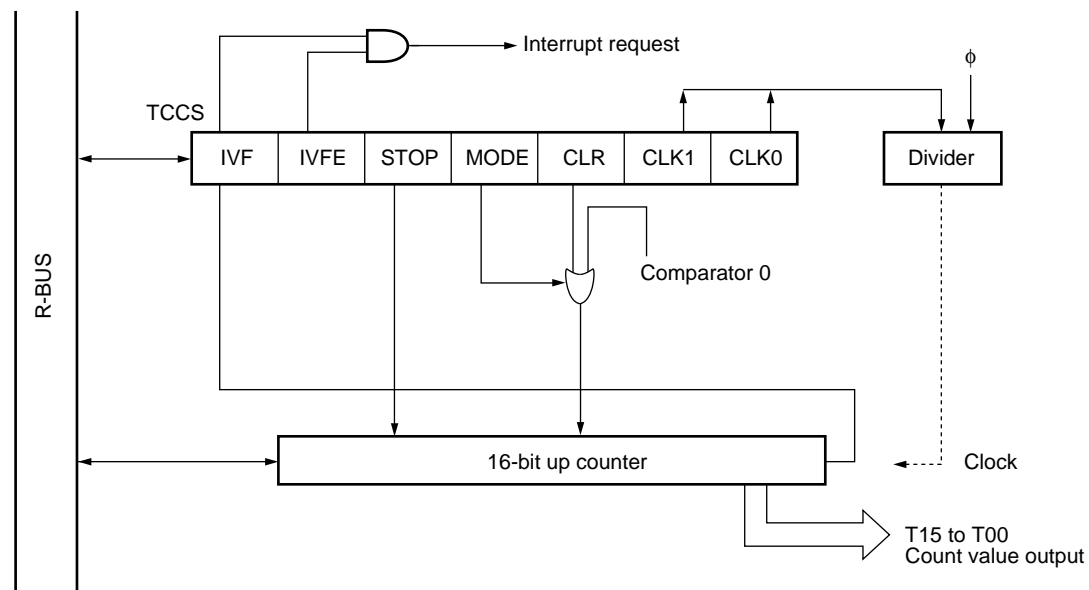 Interrupt request
ϕ
TCCS
IVF IVFE STOP MODE CLR CLK1 CLK0
Divider
R-BUS
Comparator 0
16-bit up counter
Clock
T15 to T00
Count value output